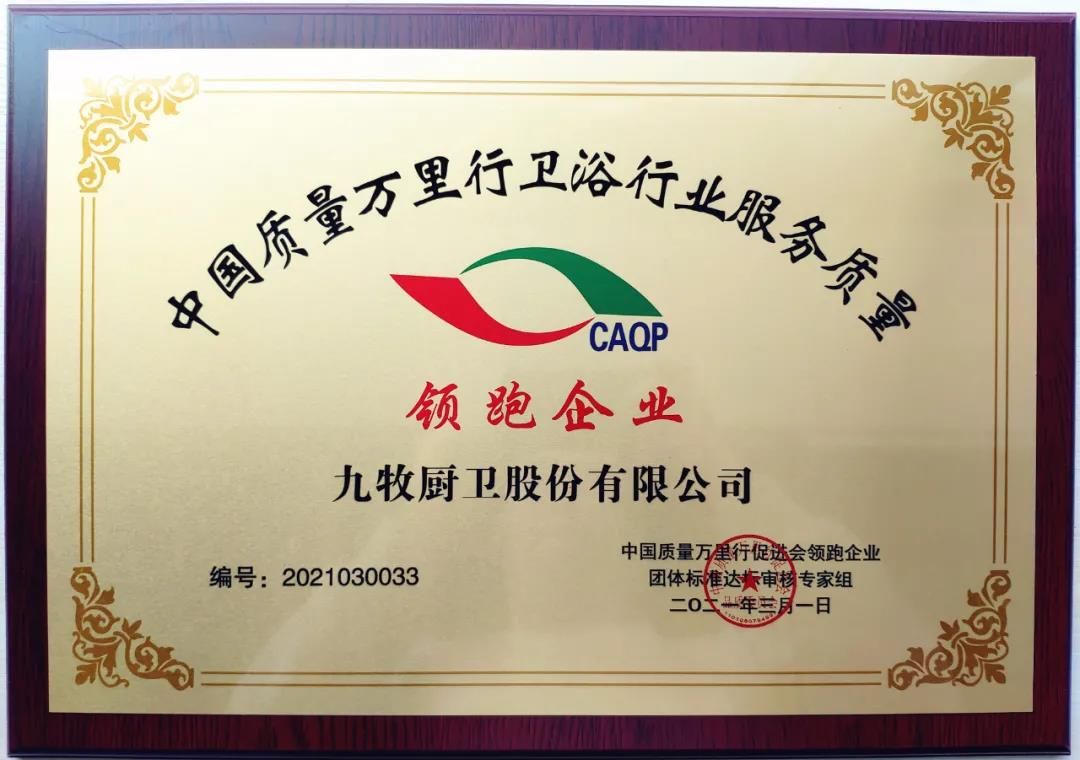 中国质量万里行卫浴行业服务质量
CAQP
领跑企业
九牧厨卫股份有限公司
编号：2021030033
中国质量万里行促进会领跑企业
团体标准达标审核专家组
二〇二一年三月一日